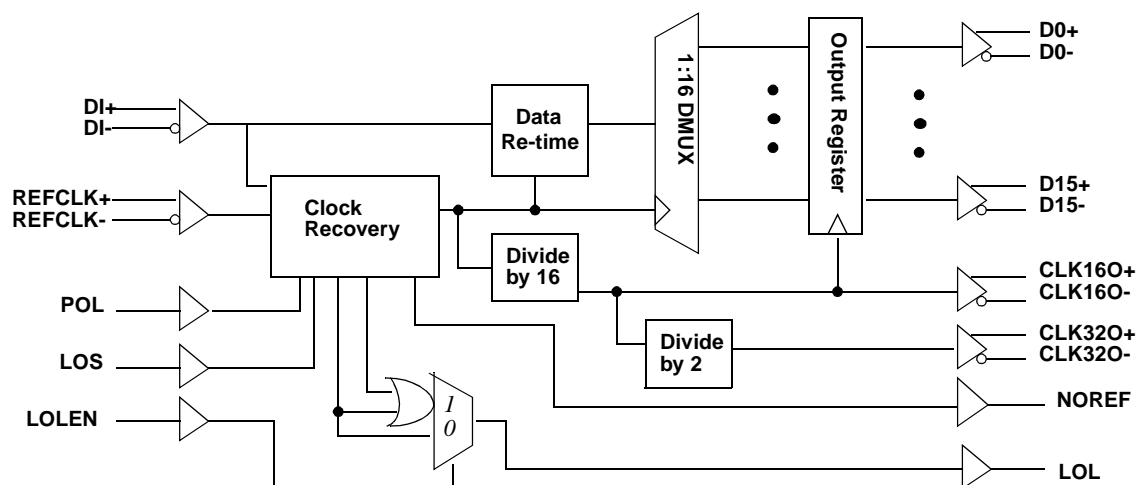 DI+
DI-
REFCLK+
REFCLK-
POL
LOS
LOLEN
Clock
Recovery
Data
Re-time
Divide
by 16
Divide
by 2
1:16 DMUX
Output Register
1
0
D0+
D0-
D15+
D15-
CLK16O+
CLK16O-
CLK32O+
CLK32O-
NOREF
LOL